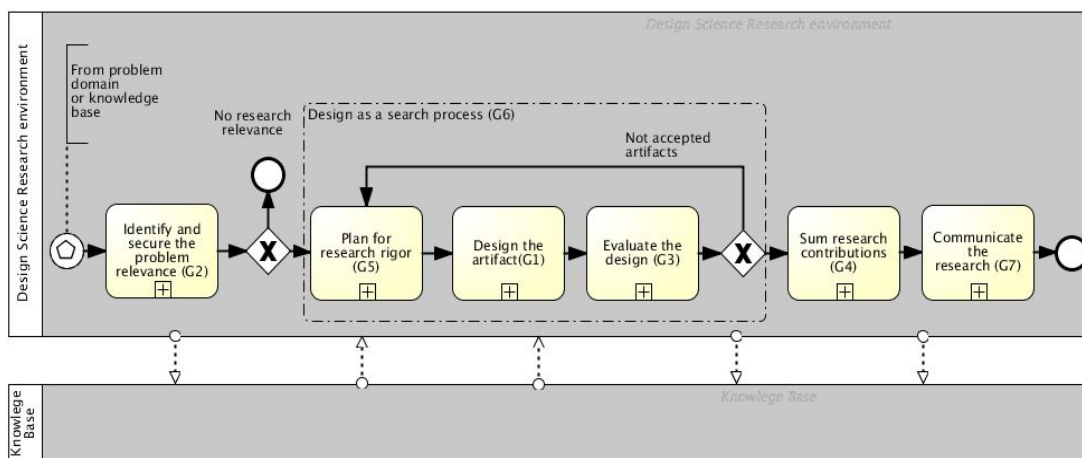 Design Science Research environment
Design Science Research environment
From problem
domain
or knowledge
base
No research
relevance
Design as a search process (G6)
Not accepted
artifacts
Identify and
secure the
problem
relevance (G2)
X
Plan for
research rigor
(G5)
Design the
artifact(G1)
Evaluate the
design (G3)
X
Sum research
contributions
(G4)
Communicate
the
research (G7)
Knowlege
Base
Knowlege Base